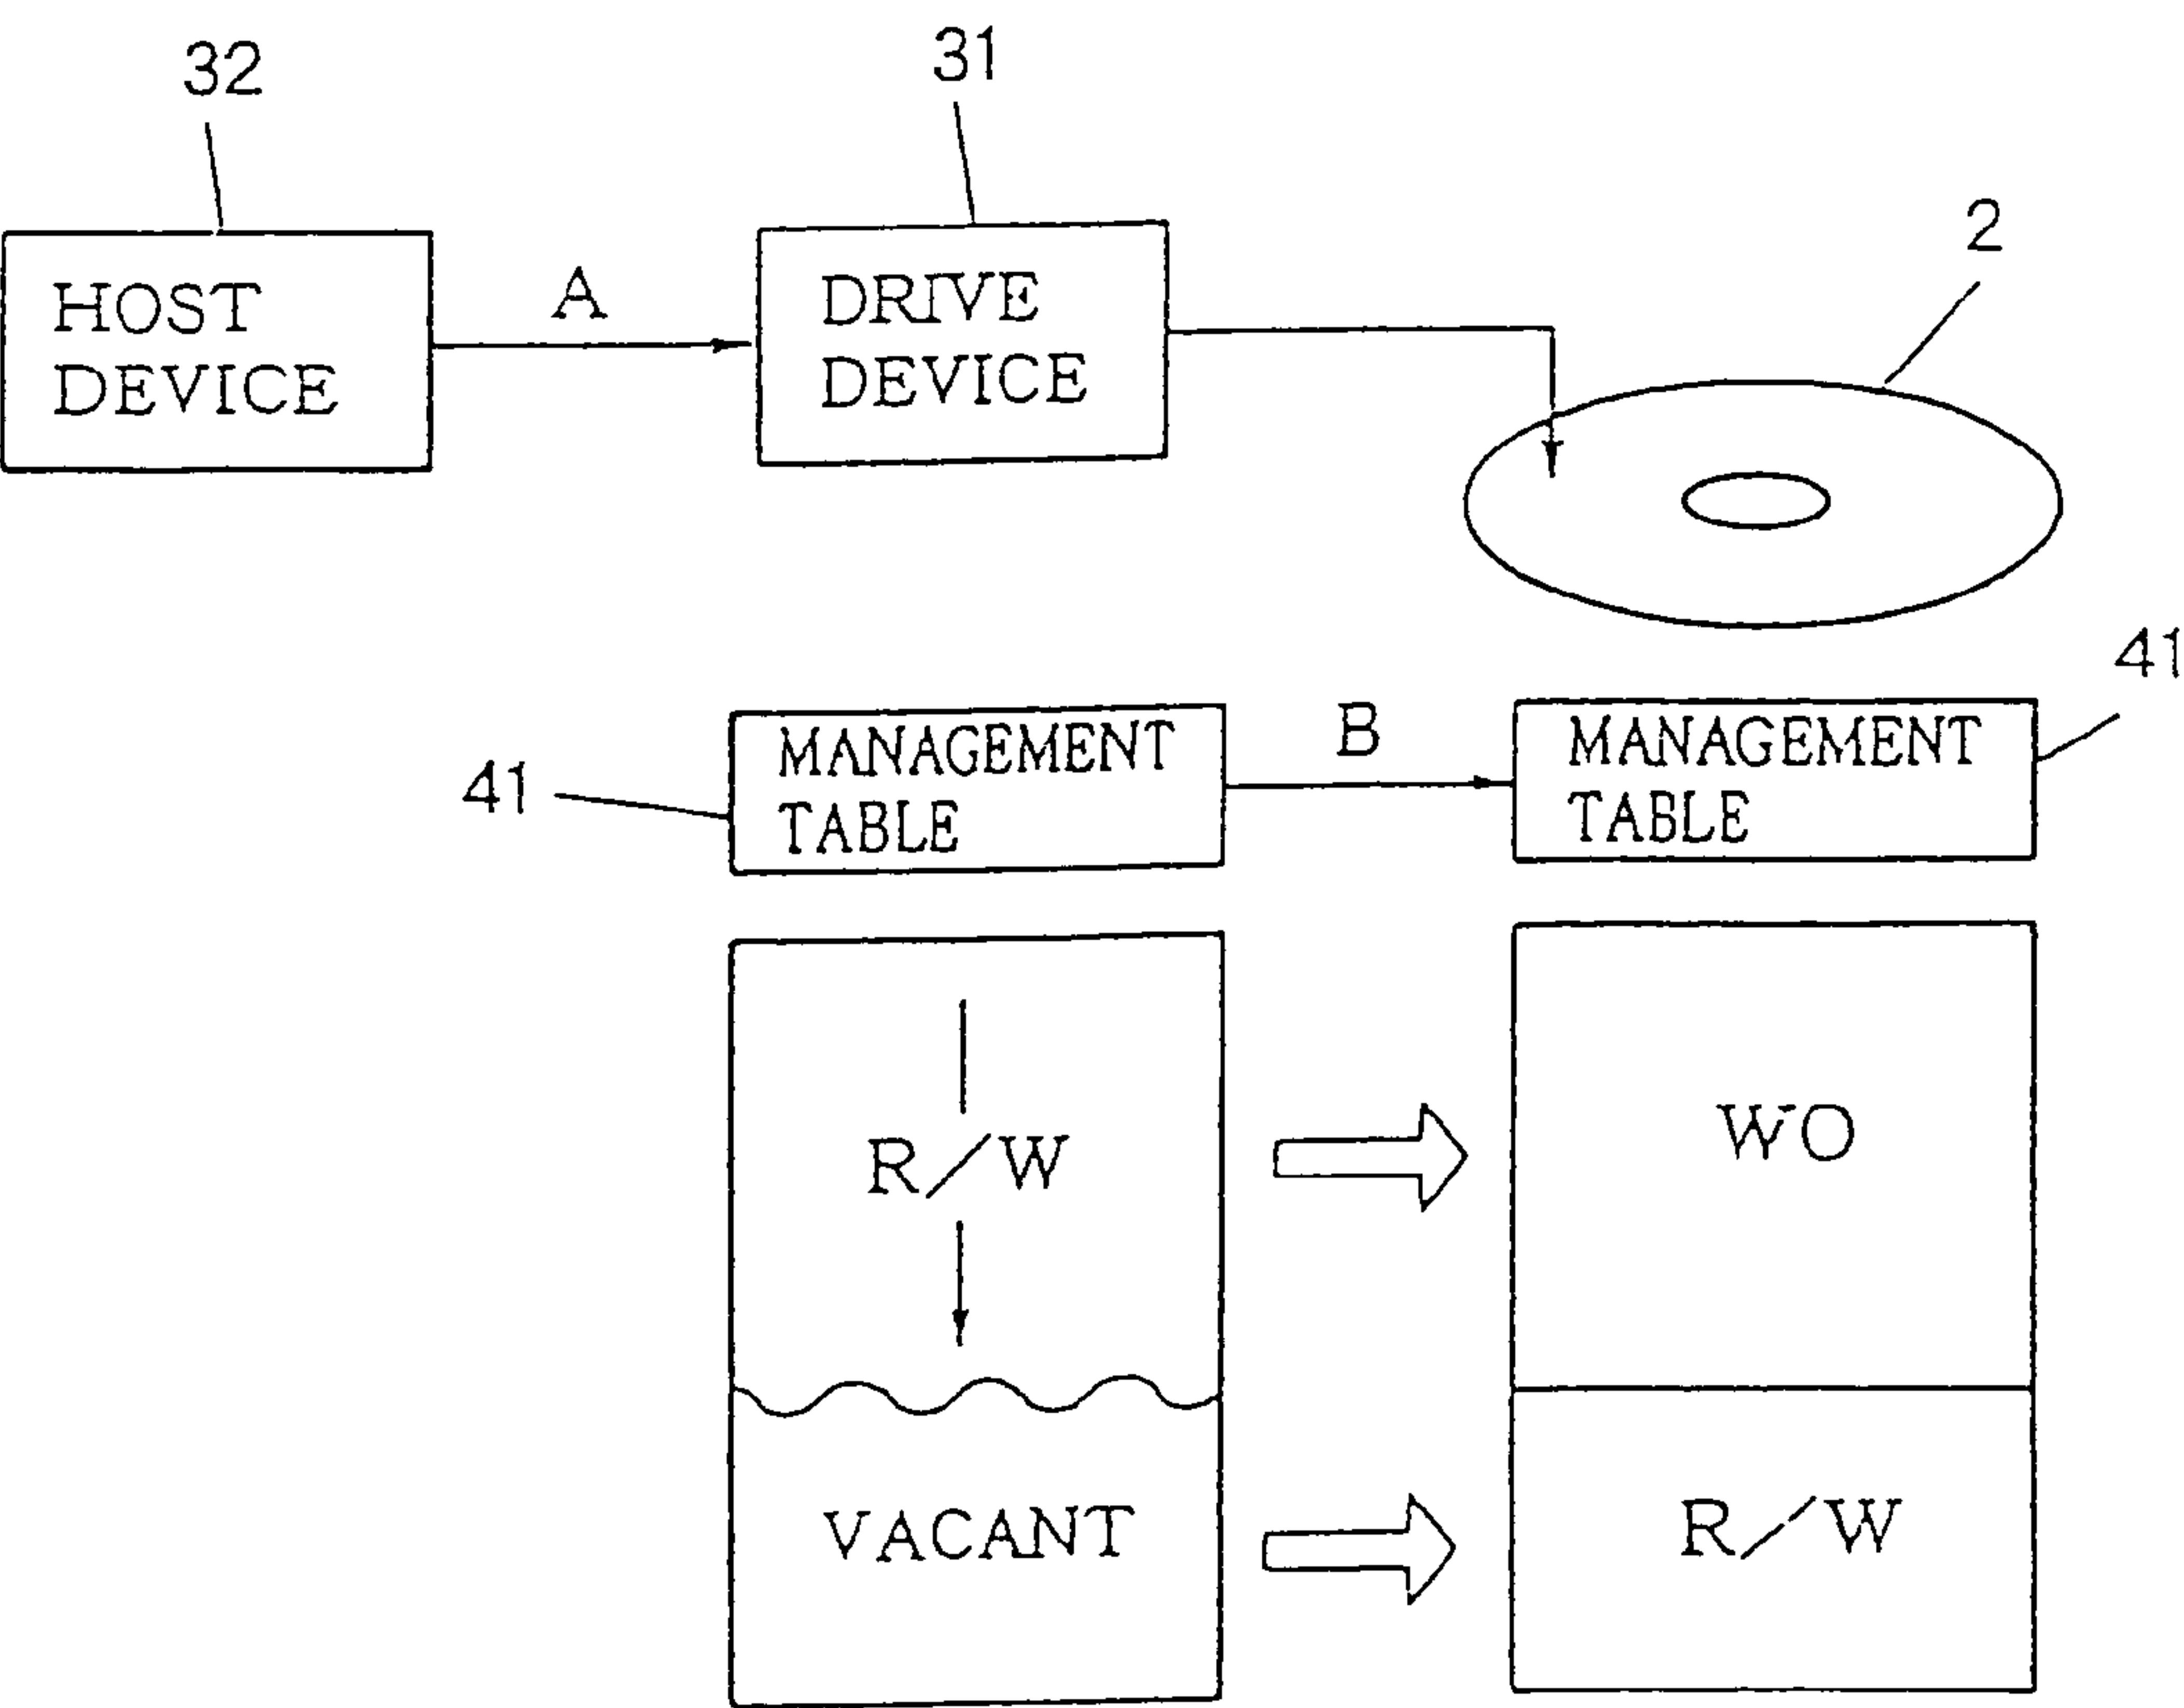 32
31
2
HOST
DEVICE
A
DRIVE
DEVICE
41
MANAGEMENT
TABLE
B
MANAGEMENT
TABLE
41
R/W
WO
VACANT
R/W